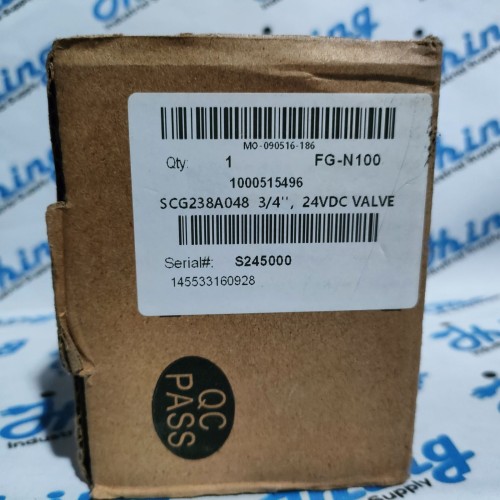 MO-090516-186
Qty: 1 FG-N100
1000515496
SCG238A048 3/4'', 24VDC VALVE
Serial#: S245000
145533160928
QC
PASS